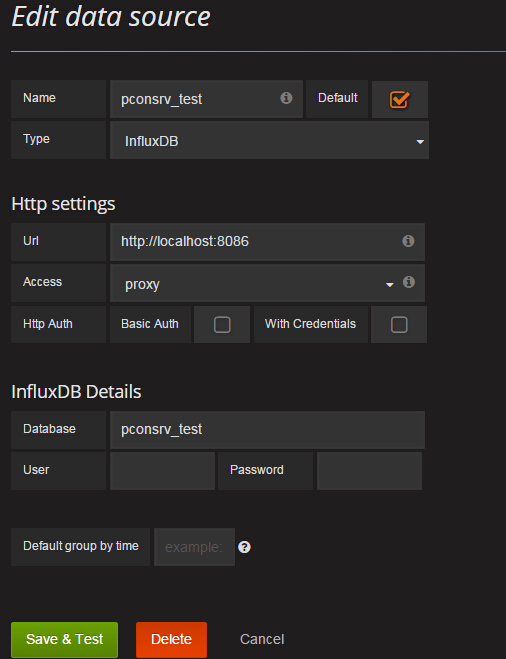 Edit data source
Name pconsrv_test Default
Type InfluxDB
Http settings
Url http://localhost:8086
Access proxy
Http Auth Basic Auth With Credentials
InfluxDB Details
Database pconsrv_test
User Password
Default group by time example:
Save & Test Delete Cancel